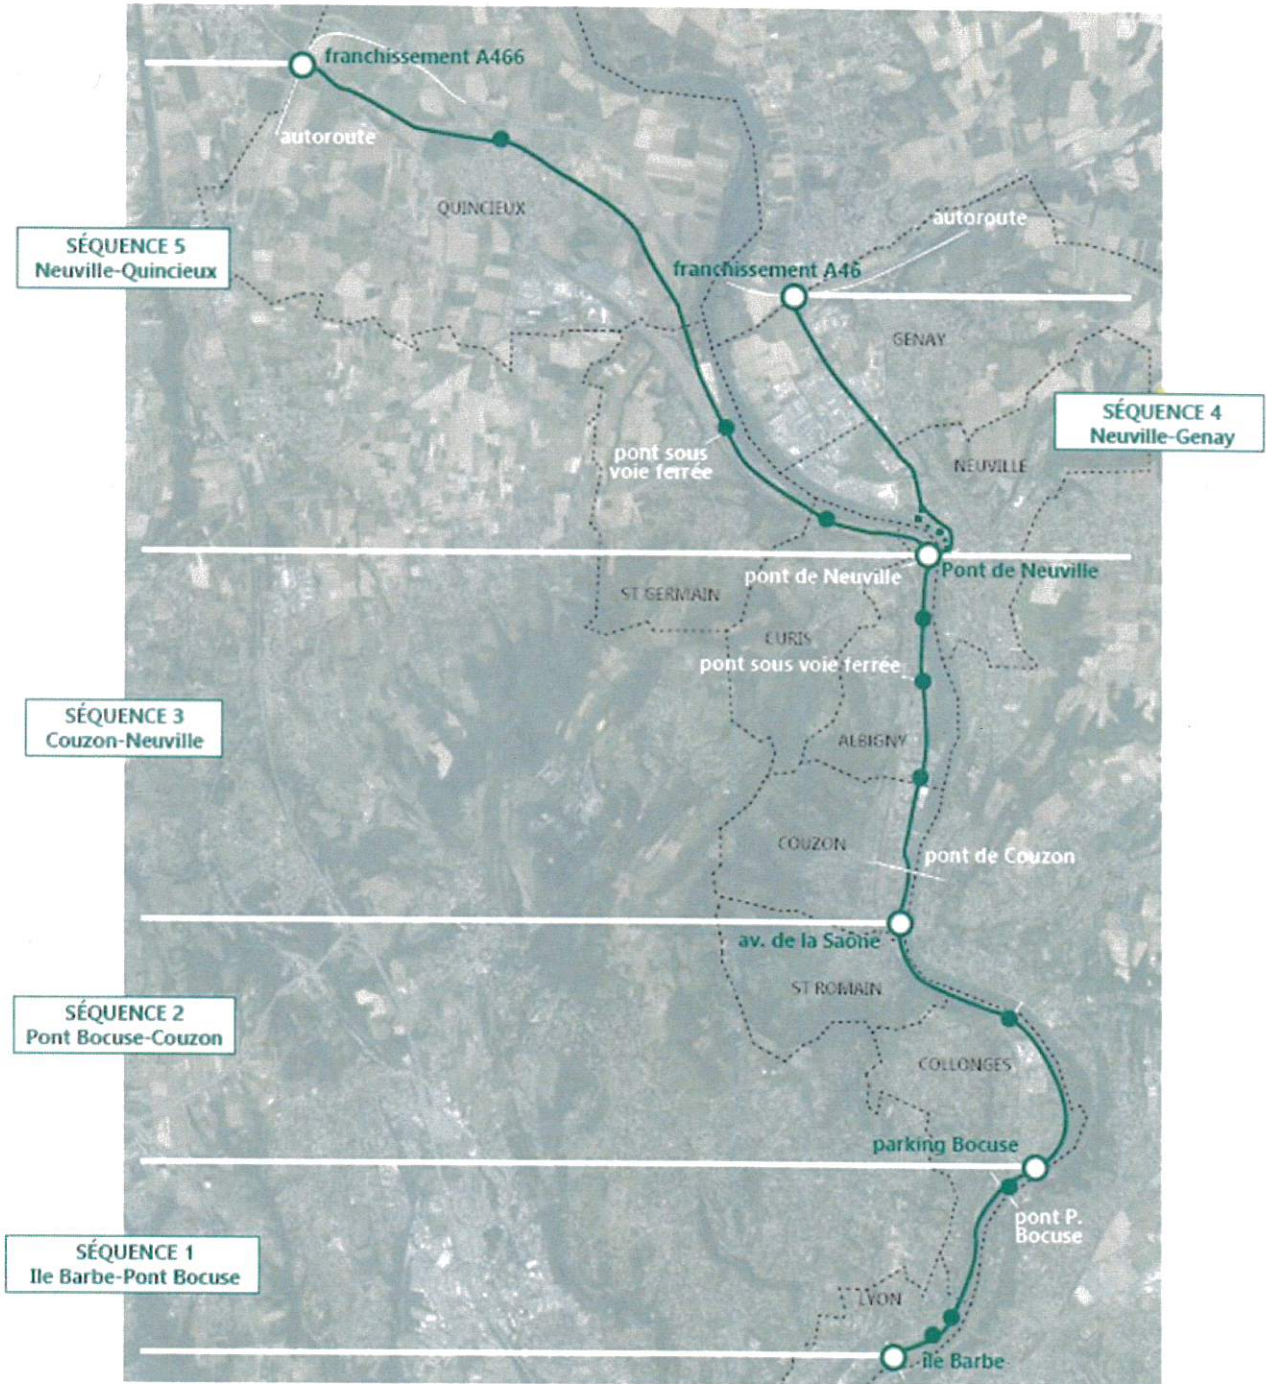 franchissement A466
autoroute
QUINCIEUX
SÉQUENCE 5
Neuville-Quincieux
autoroute
franchissement A46
GENAY
SÉQUENCE 4
Neuville-Genay
NEUVILLE
pont sous
voie ferrée
pont de Neuville
Pont de Neuville
ST GERMAIN
CURIS
pont sous voie ferrée
SÉQUENCE 3
Couzon-Neuville
ALBIGNY
COUZON
pont de Couzon
av. de la Saône
ST ROMAIN
SÉQUENCE 2
Pont Bocuse-Couzon
COLLONGES
parking Bocuse
pont P.
Bocuse
SÉQUENCE 1
Ile Barbe-Pont Bocuse
LYON
île Barbe